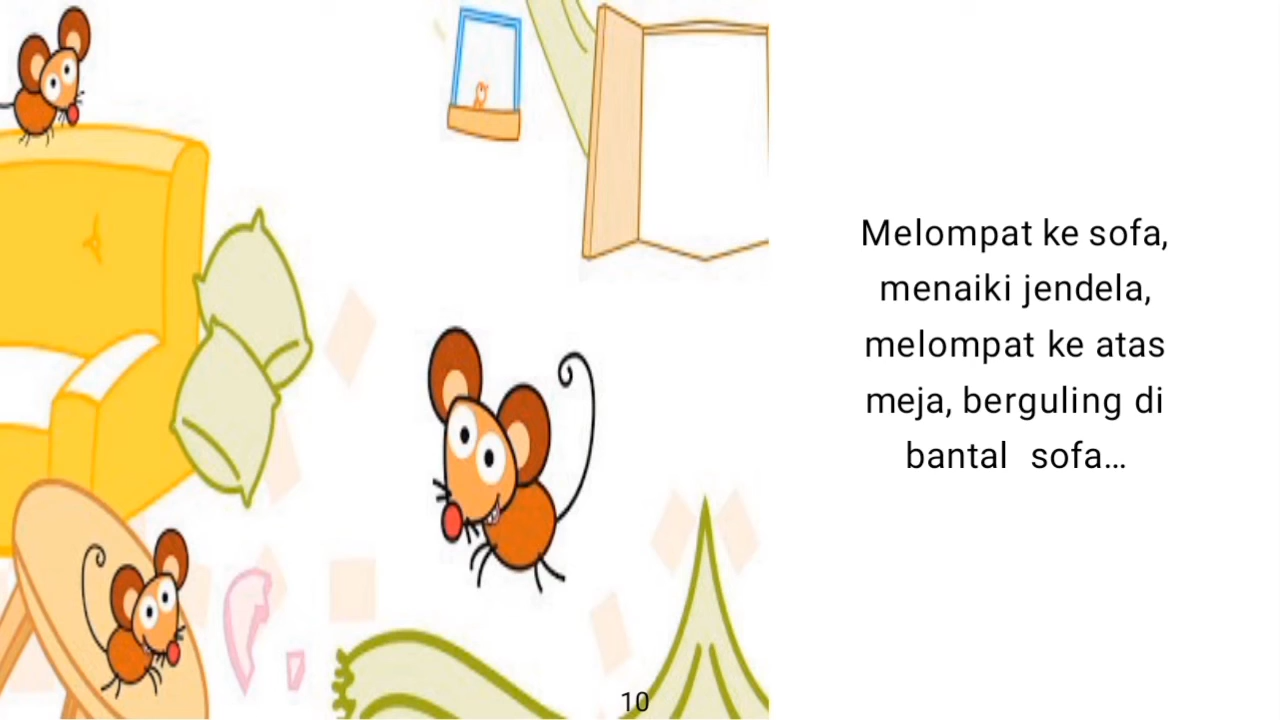 Melompat ke sofa,
menaiki jendela,
melompat ke atas
meja, berguling di
bantal  sofa…
10